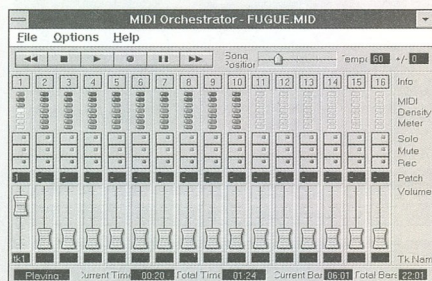 MIDI Orchestrator - FUGUE.MID
File Options Help
Song Position Tempo 60 +/- 0
1 2 3 4 5 6 7 8 9 10 11 12 13 14 15 16 Info
MIDI
Density
Meter
Solo
Mute
Rec
1 - - - - - - - - - - - - - - - Patch
Volume
tk1 Tk Nam
Playing Current Time 00:20 Total Time 01:24 Current Bar 06:01 Total Bars 22:01